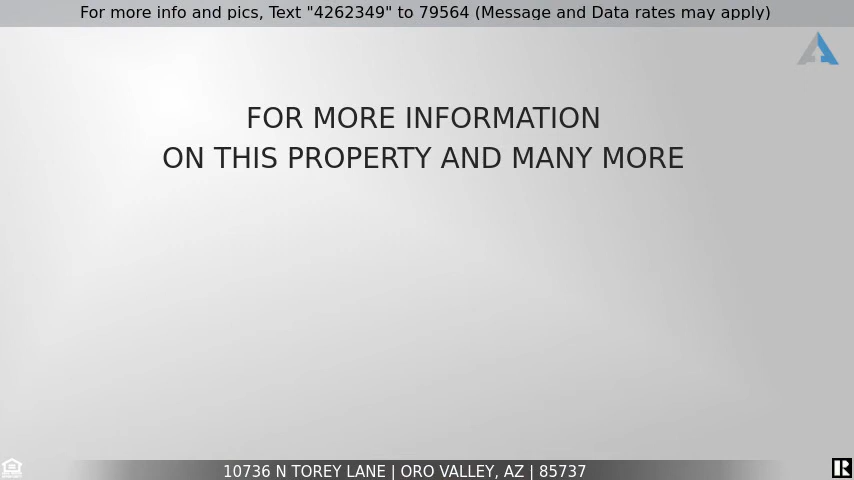 For more info and pics, Text "4262349" to 79564 (Message and Data rates may apply)
FOR MORE INFORMATION
ON THIS PROPERTY AND MANY MORE
10736 N TOREY LANE | ORO VALLEY, AZ | 85737